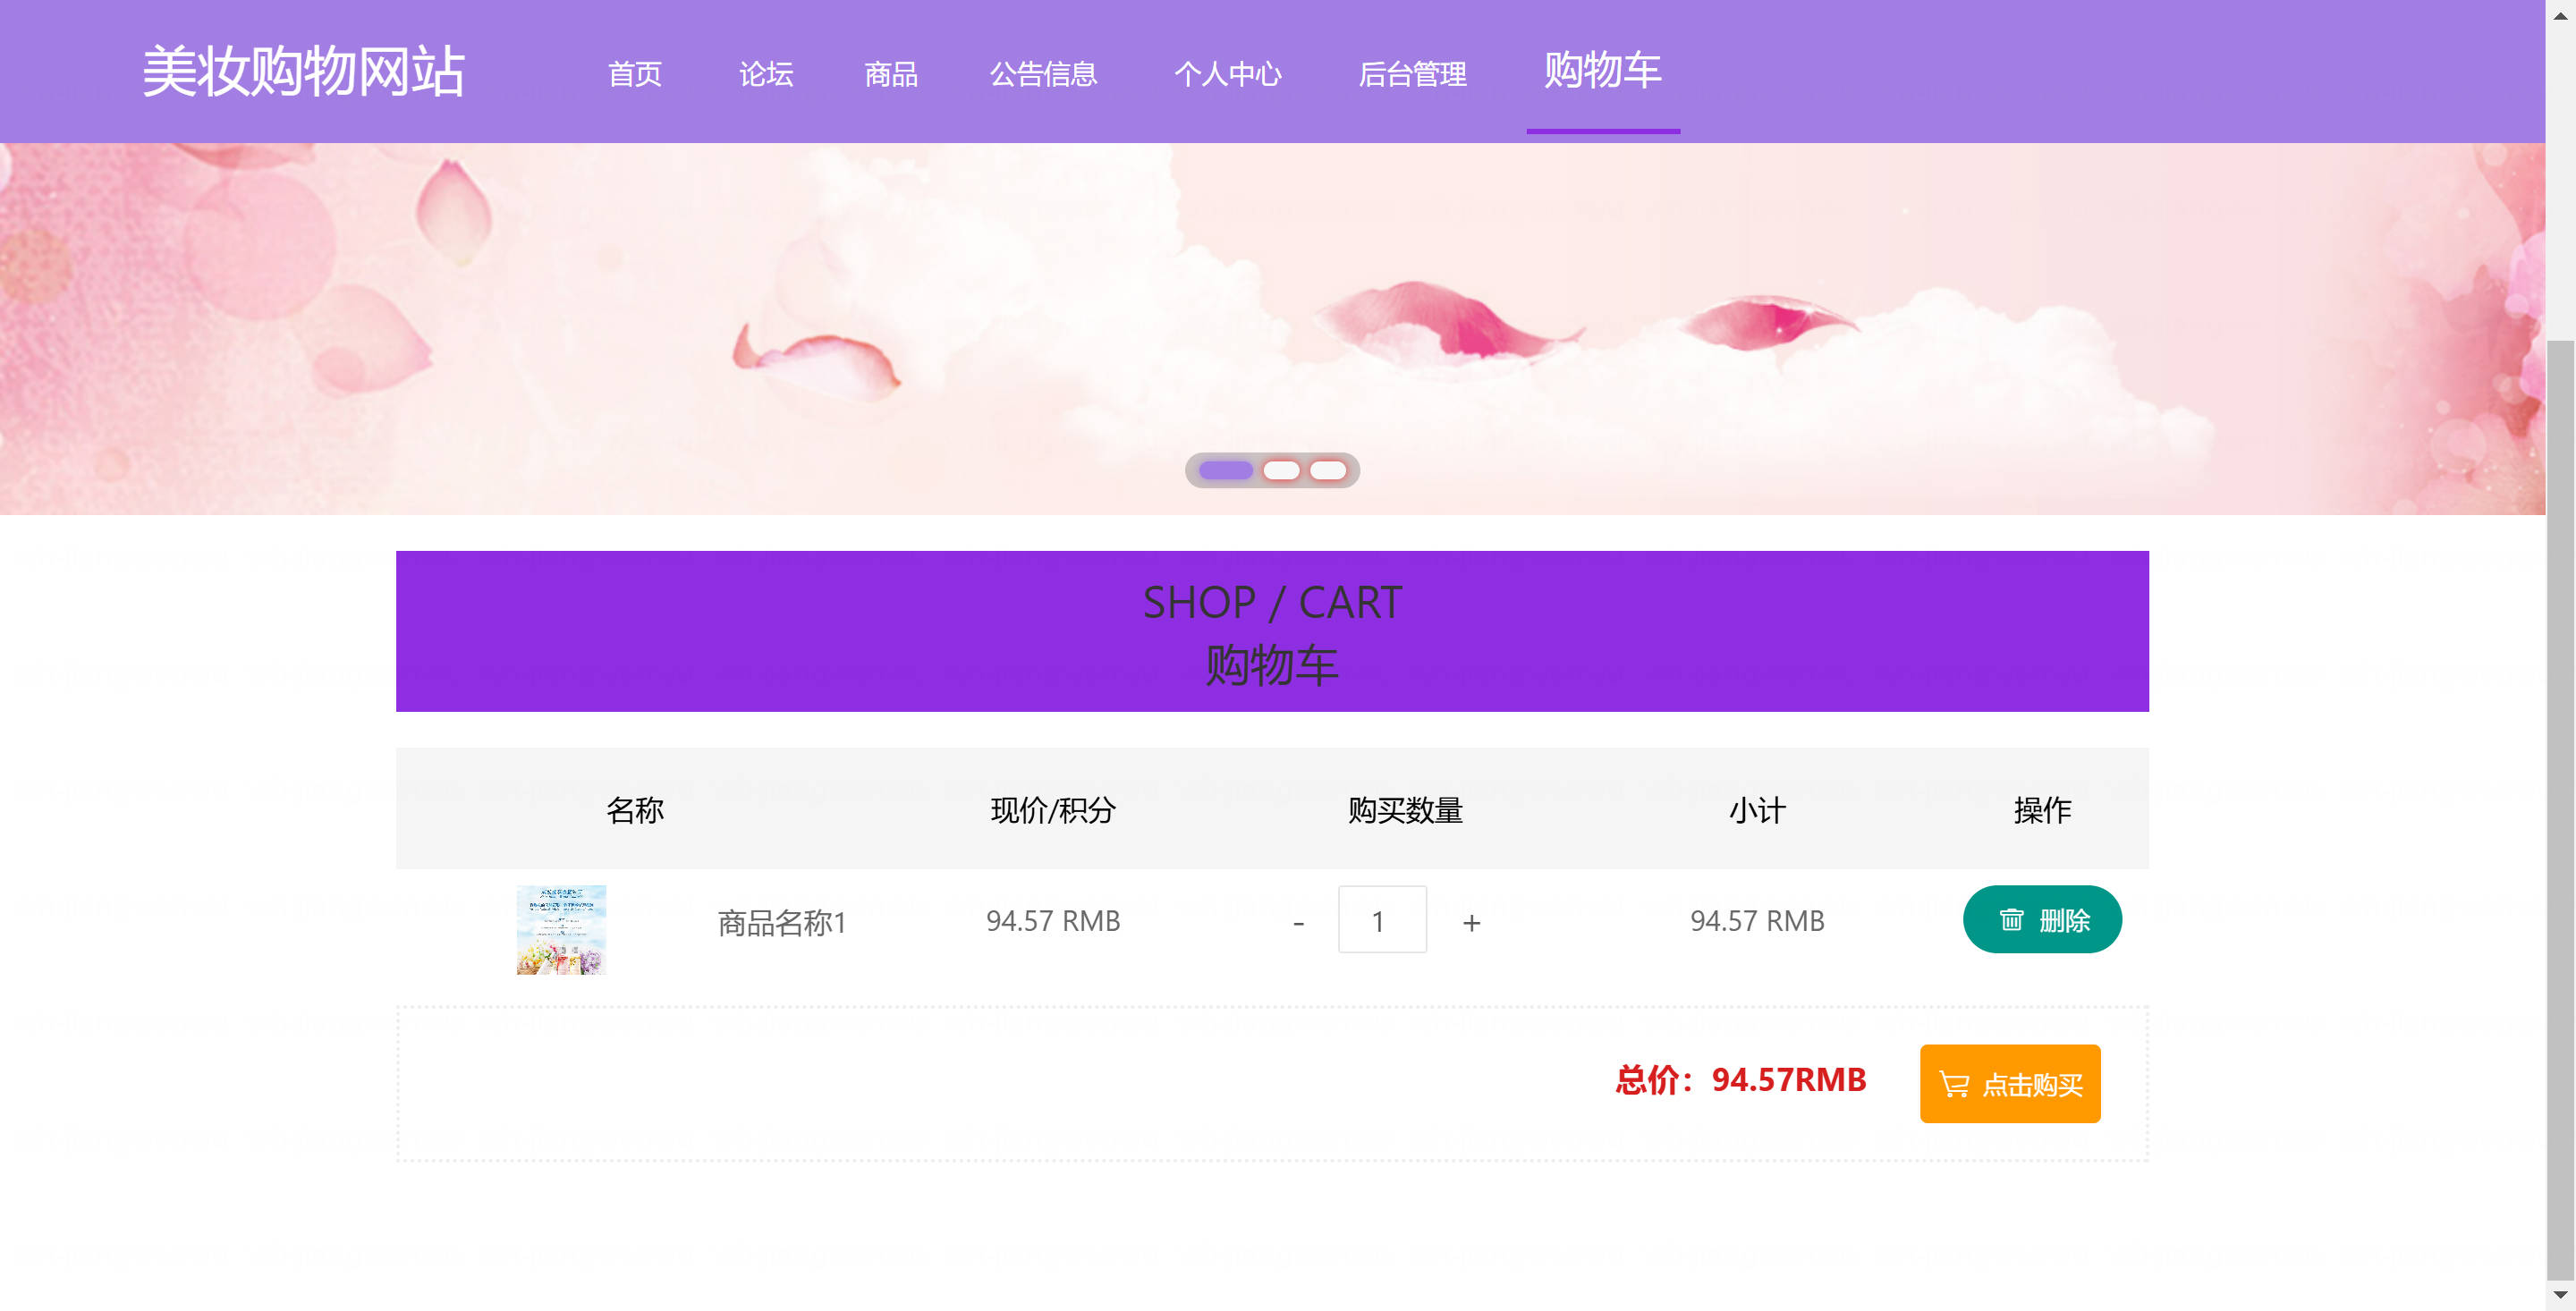 美妆购物网站 首页 论坛 商品 公告信息 个人中心 后台管理 购物车
SHOP / CART
购物车
名称 现价/积分 购买数量 小计 操作
商品名称1 94.57 RMB - 1 + 94.57 RMB 删除
总价：94.57RMB 点击购买